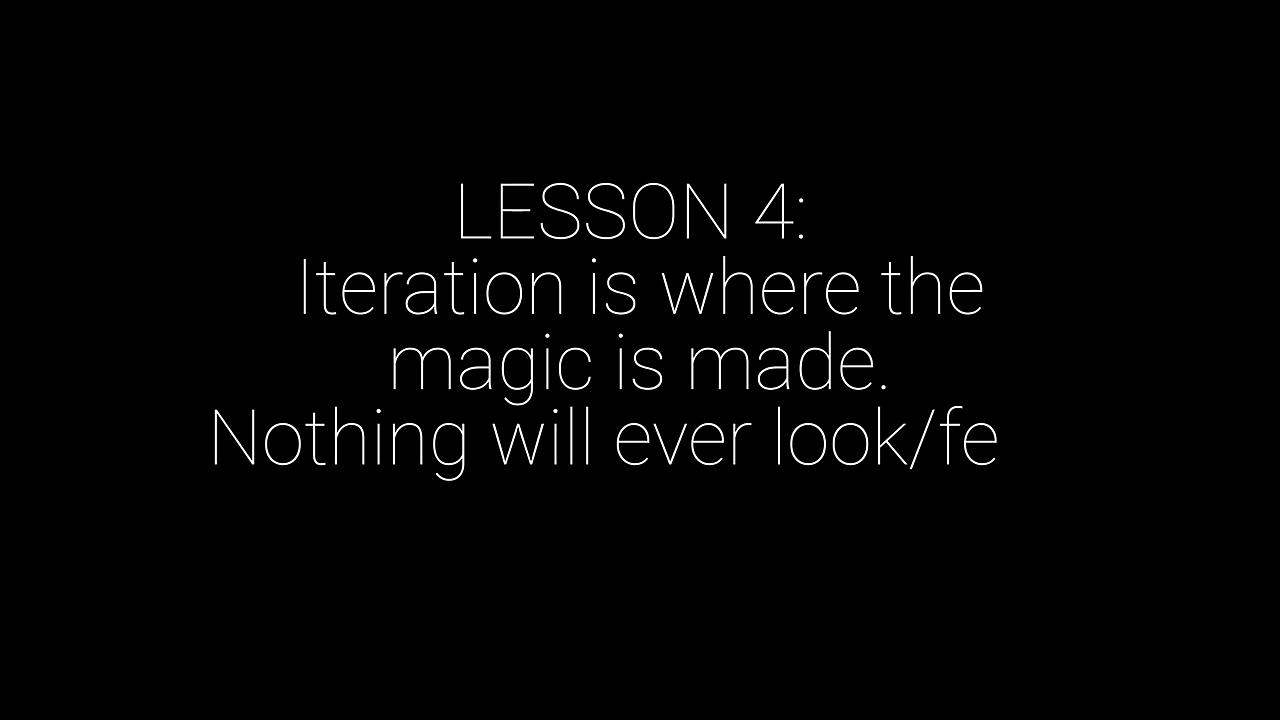 LESSON 4:
Iteration is where the
magic is made.
Nothing will ever look/fe